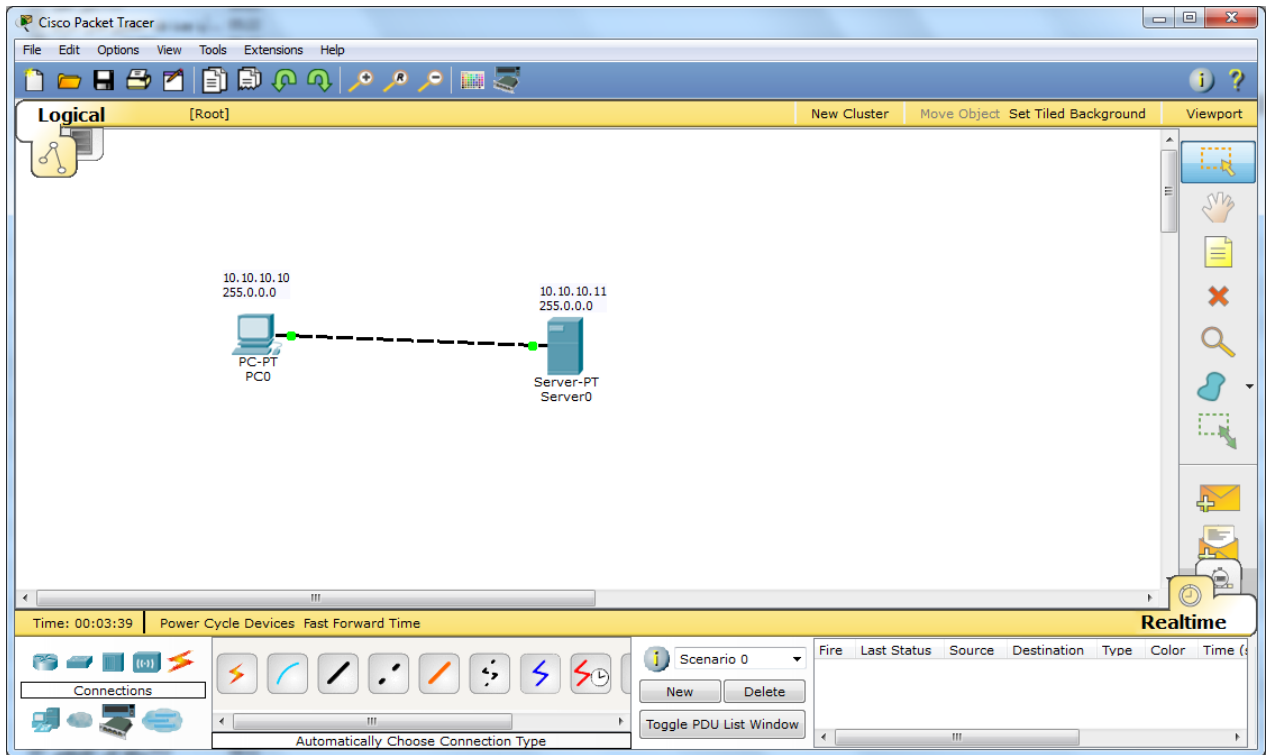 Cisco Packet Tracer
File Edit Options View Tools Extensions Help
Logical [Root] New Cluster Move Object Set Tiled Background Viewport
10.10.10.10
255.0.0.0
PC-PT
PC0
10.10.10.11
255.0.0.0
Server-PT
Server0
Time: 00:03:39 Power Cycle Devices Fast Forward Time Realtime
Connections
Automatically Choose Connection Type
Scenario 0
New Delete
Toggle PDU List Window
Fire Last Status Source Destination Type Color Time(